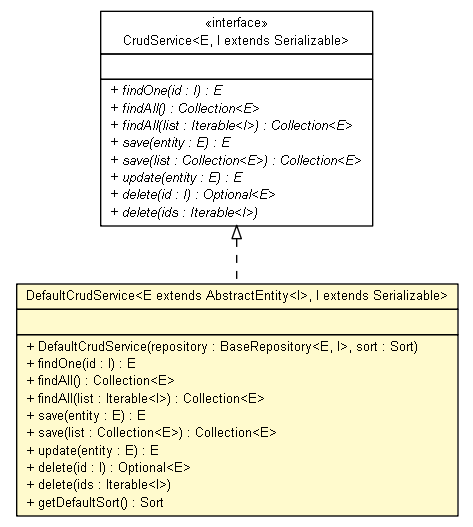 «interface»
CrudService<E, I extends Serializable>
+ findOne(id : I) : E
+ findAll() : Collection<E>
+ findAll(list : Iterable<I>) : Collection<E>
+ save(entity : E) : E
+ save(list : Collection<E>) : Collection<E>
+ update(entity : E) : E
+ delete(id : I) : Optional<E>
+ delete(ids : Iterable<I>)
DefaultCrudService<E extends AbstractEntity<I>, I extends Serializable>
+ DefaultCrudService(repository : BaseRepository<E, I>, sort : Sort)
+ findOne(id : I) : E
+ findAll() : Collection<E>
+ findAll(list : Iterable<I>) : Collection<E>
+ save(entity : E) : E
+ save(list : Collection<E>) : Collection<E>
+ update(entity : E) : E
+ delete(id : I) : Optional<E>
+ delete(ids : Iterable<I>)
+ getDefaultSort() : Sort